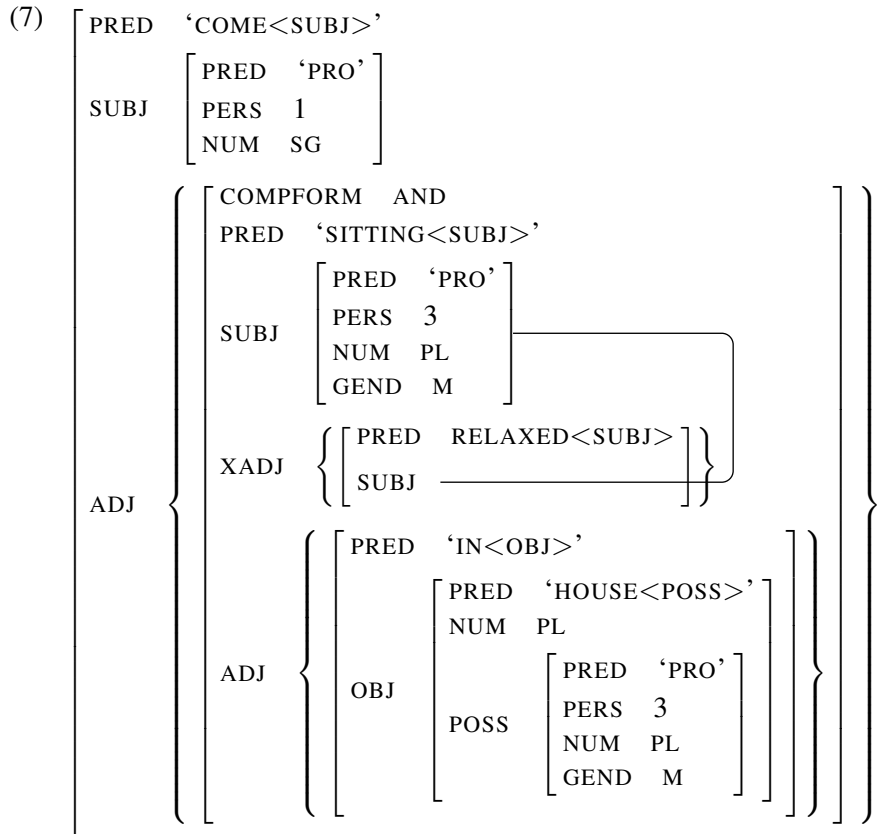 (7)
PRED ‘COME<SUBJ>’
SUBJ
PRED ‘PRO’
PERS 1
NUM SG
ADJ
COMPFORM AND
PRED ‘SITTING<SUBJ>’
SUBJ
PRED ‘PRO’
PERS 3
NUM PL
GEND M
XADJ
PRED RELAXED<SUBJ>
SUBJ
ADJ
PRED ‘IN<OBJ>’
OBJ
PRED ‘HOUSE<POSS>’
NUM PL
POSS
PRED ‘PRO’
PERS 3
NUM PL
GEND M